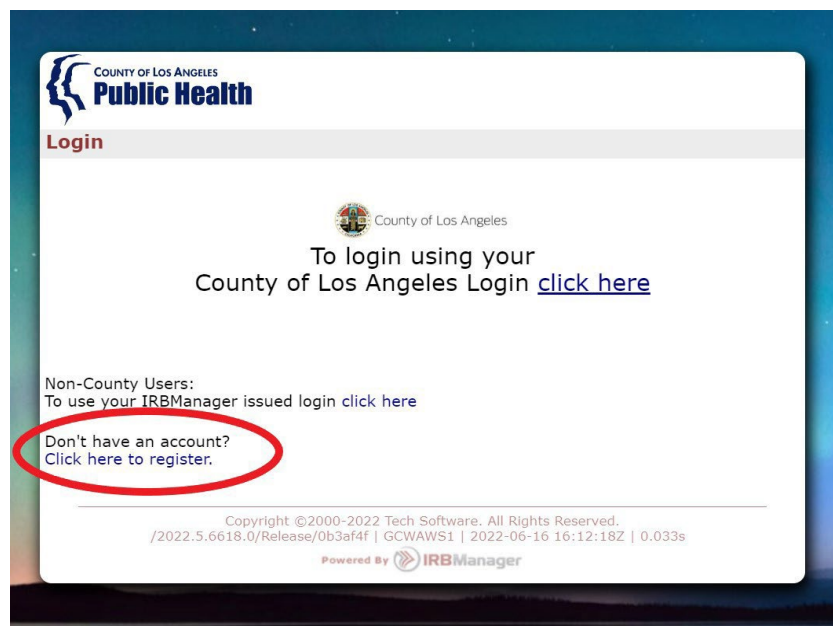 COUNTY OF LOS ANGELES
Public Health
Login
County of Los Angeles
To login using your
County of Los Angeles Login click here
Non-County Users:
To use your IRBManager issued login click here
Don't have an account?
Click here to register.
Copyright ©2000-2022 Tech Software. All Rights Reserved.
/2022.5.6618.0/Release/0b3af4f | GCWAWS1 | 2022-06-16 16:12:18Z | 0.033s
Powered By IRBManager